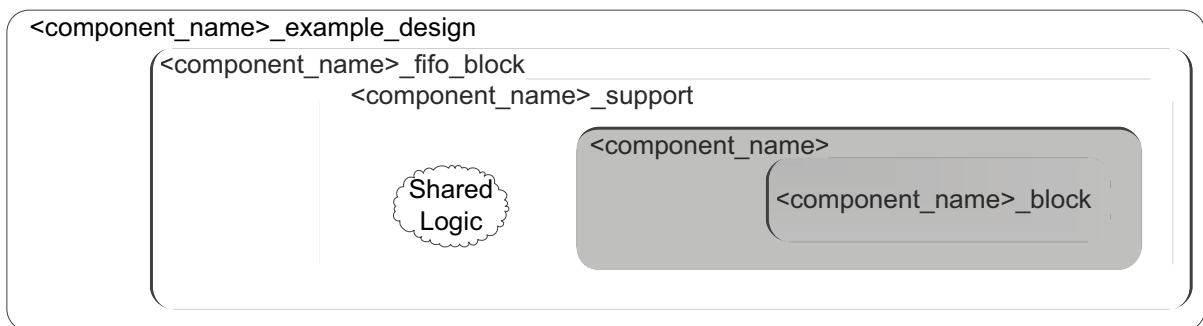 <component_name>_example_design
<component_name>_fifo_block
<component_name>_support
<component_name>
Shared
Logic
<component_name>_block